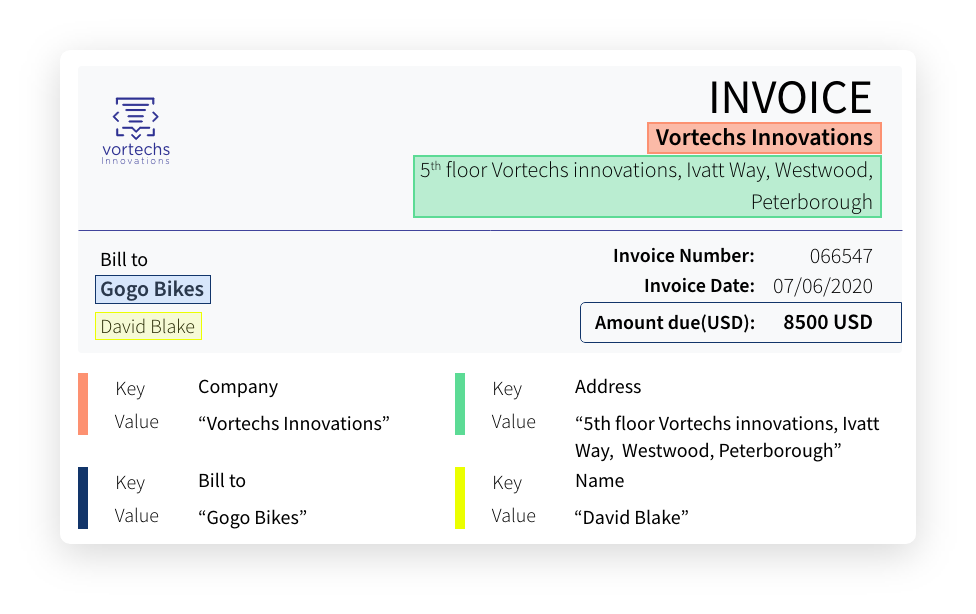 INVOICE
vortechs
Innovations
Vortechs Innovations
5th floor Vortechs innovations, Ivatt Way, Westwood,
Peterborough
Bill to
Gogo Bikes
David Blake
Invoice Number: 066547
Invoice Date: 07/06/2020
Amount due(USD): 8500 USD
Key Company
Value “Vortechs Innovations”
Key Address
Value “5th floor Vortechs innovations, Ivatt
Way, Westwood, Peterborough”
Key Bill to
Value “Gogo Bikes”
Key Name
Value “David Blake”